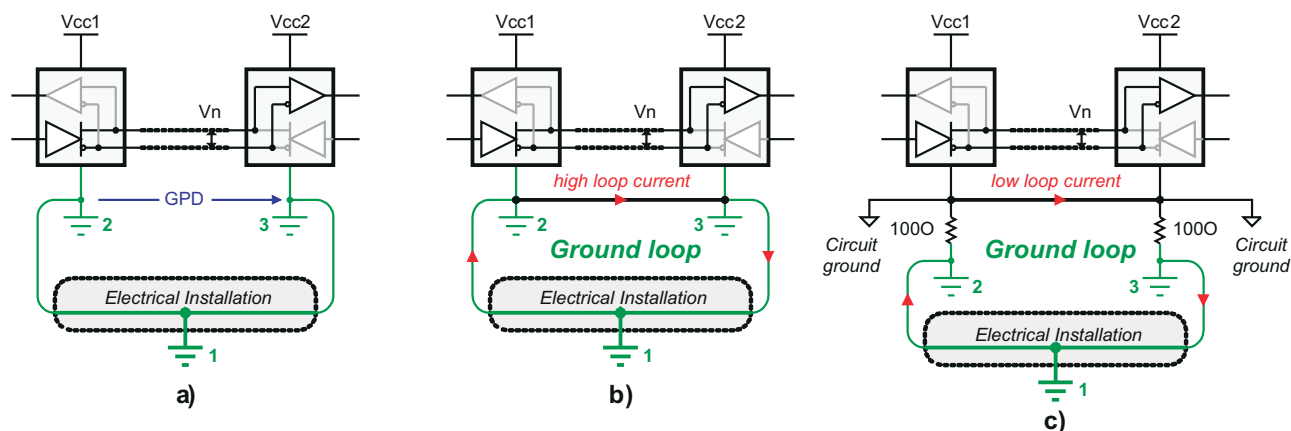 Vcc1
Vcc2
Vn
GPD
2
3
Electrical Installation
1
a)
Vcc1
Vcc2
Vn
high loop current
2
3
Ground loop
Electrical Installation
1
b)
Vcc1
Vcc2
Vn
low loop current
100O
100O
Circuit
ground
Ground loop
Circuit
ground
2
3
Electrical Installation
1
c)